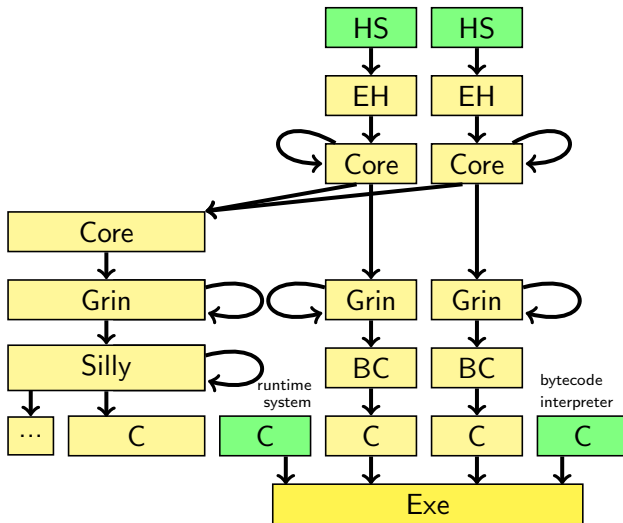 HS
HS
EH
EH
Core
Core
Core
Grin
Grin
Grin
Silly
BC
BC
runtime
system
bytecode
interpreter
...
C
C
C
C
C
Exe